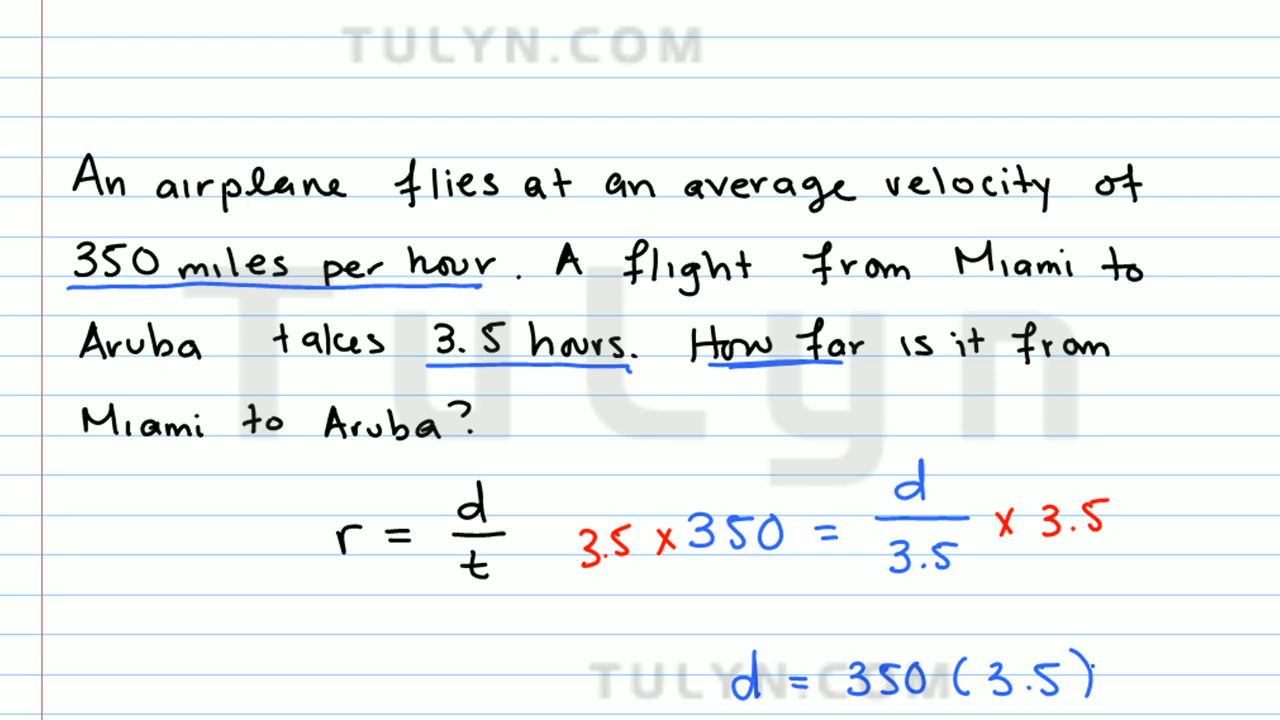 TULYN.COM
An airplane flies at an average velocity of
350 miles per hour. A flight from Miami to
Aruba takes 3.5 hours. How far is it from
Miami to Aruba?
Tulyn
r = d/t 3.5 x 350 = d/3.5 x 3.5
TULYN.COM
d = 350 (3.5)